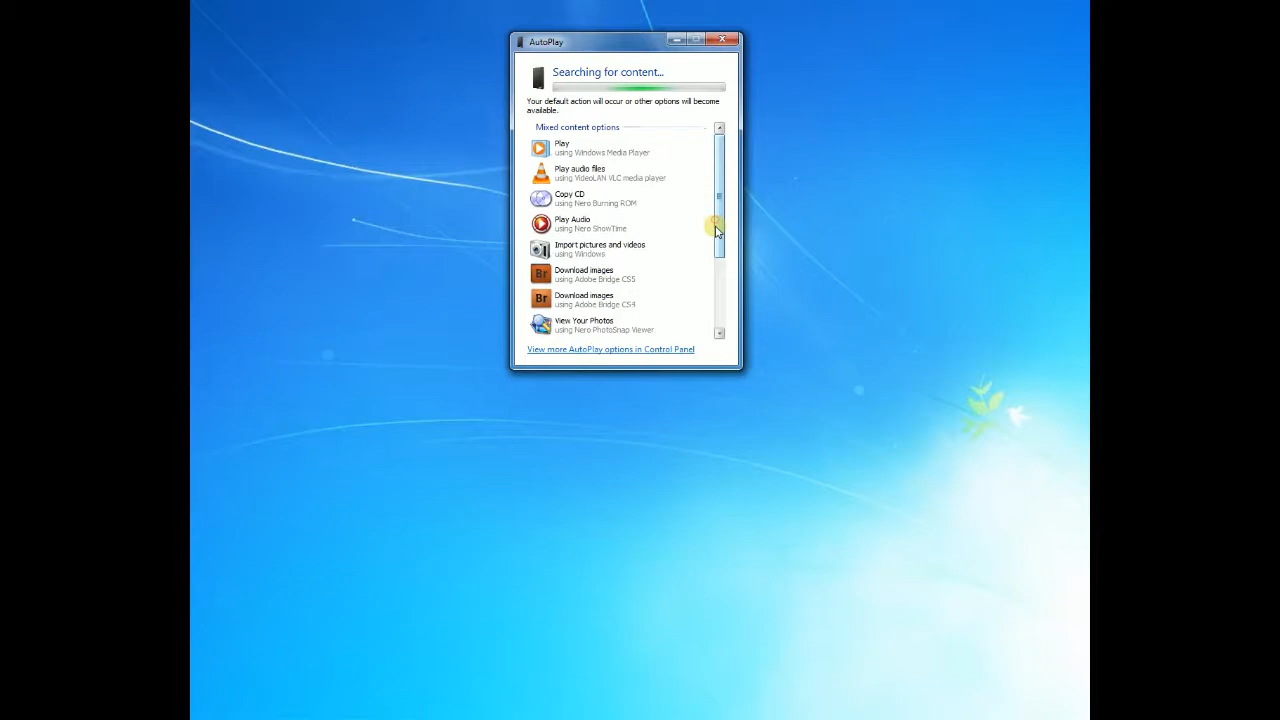 AutoPlay
Searching for content...
Your default action will occur or other options will become
available.
Mixed content options
Play
using Windows Media Player
Play audio files
using VideoLAN VLC media player
Copy CD
using Nero Burning ROM
Play Audio
using Nero ShowTime
Import pictures and videos
using Windows
Br
Download images
using Adobe Bridge CS5
Br
Download images
using Adobe Bridge CS4
View Your Photos
using Nero PhotoSnap Viewer
View more AutoPlay options in Control Panel